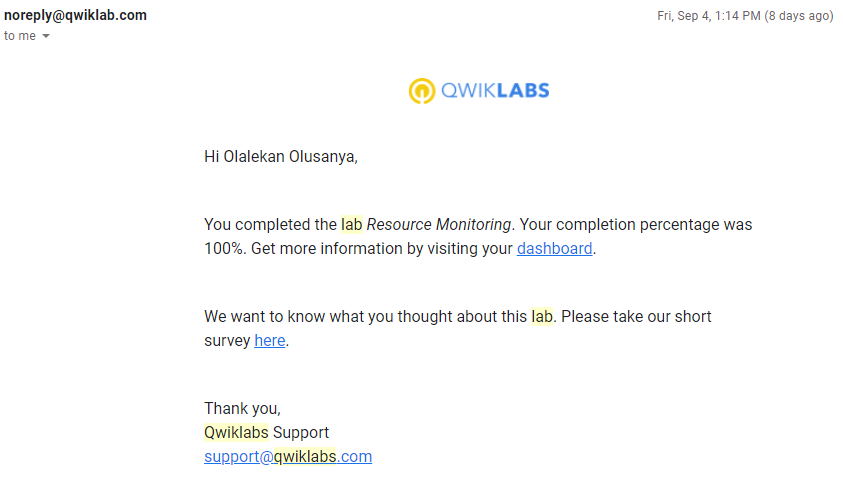 noreply@qwiklab.com
Fri, Sep 4, 1:14 PM (8 days ago)
to me
QWIKLABS
Hi Olalekan Olusanya,
You completed the lab Resource Monitoring. Your completion percentage was
100%. Get more information by visiting your dashboard.
We want to know what you thought about this lab. Please take our short
survey here.
Thank you,
Qwiklabs Support
support@qwiklabs.com